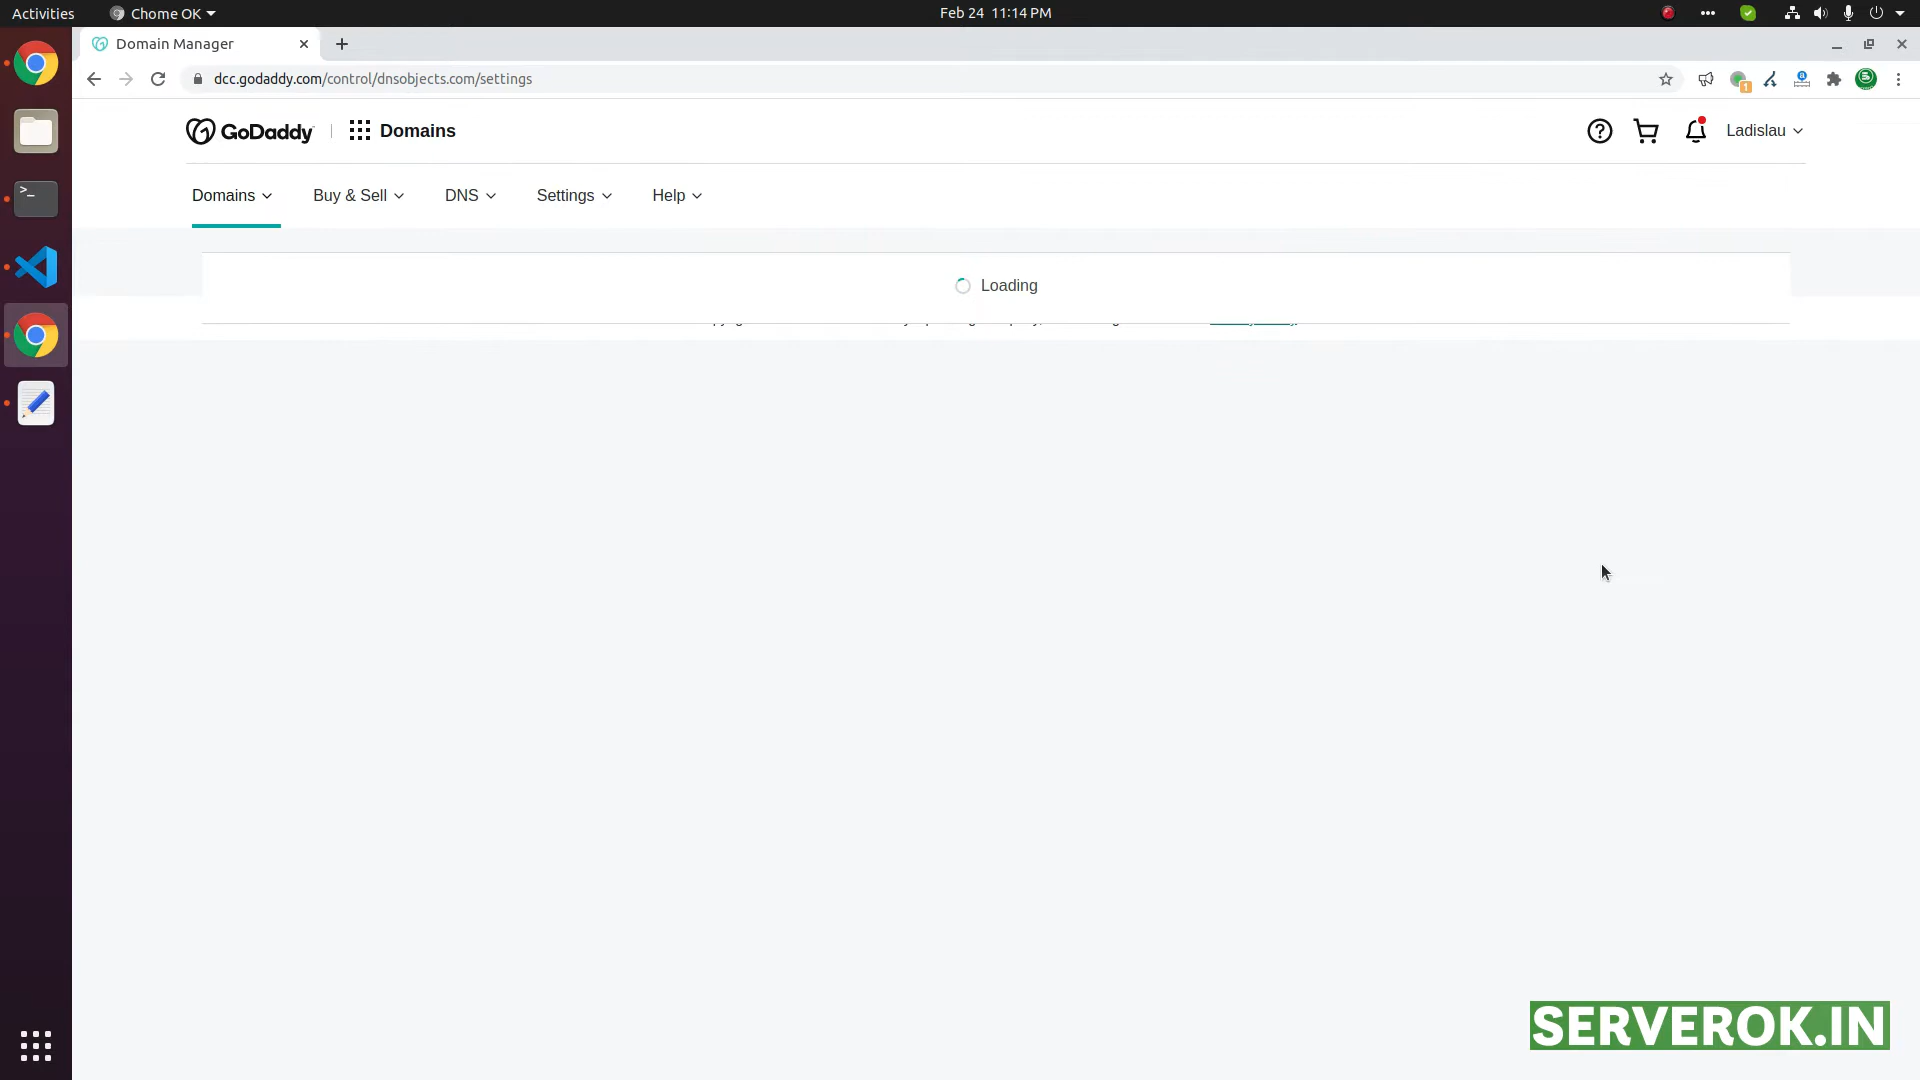 Activities
Chome OK
Feb 24 11:14 PM
Domain Manager
dcc.godaddy.com/control/dnsobjects.com/settings
1
GoDaddy
Domains
Ladislau
Domains
Buy & Sell
DNS
Settings
Help
Loading
SERVEROK.IN